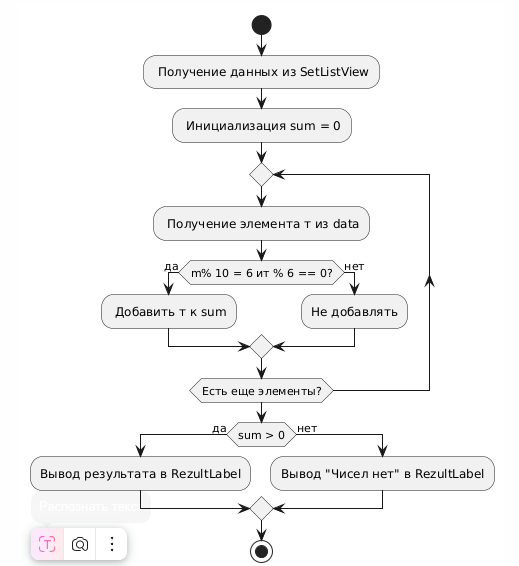 Получение данных из SetListView
Инициализация sum = 0
Получение элемента т из data
да
m% 10 = 6 ит % 6 == 0?
нет
Добавить т к sum
Не добавлять
Есть еще элементы?
да
sum > 0
нет
Вывод результата в RezultLabel
Вывод "Чисел нет" в RezultLabel
Распознать текст